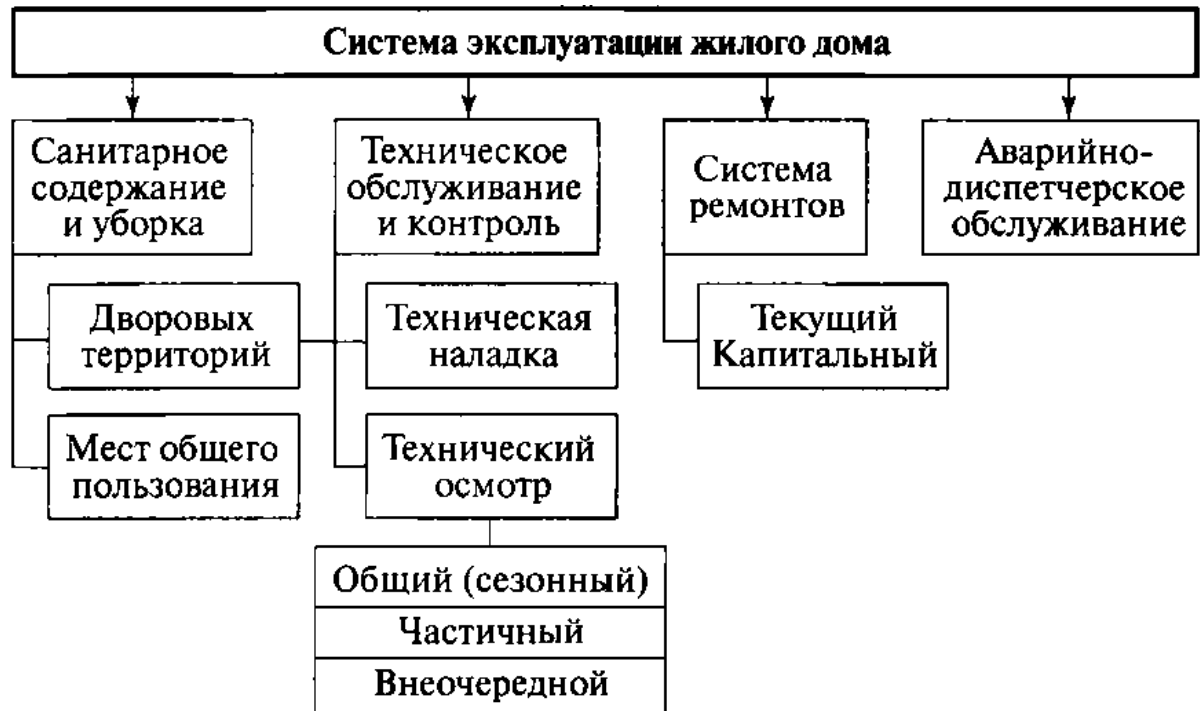 Система эксплуатации жилого дома
Санитарное
содержание
и уборка
Техническое
обслуживание
и контроль
Система
ремонтов
Аварийно-
диспетчерское
обслуживание
Дворовых
территорий
Техническая
наладка
Текущий
Капитальный
Мест общего
пользования
Технический
осмотр
Общий (сезонный)
Частичный
Внеочередной